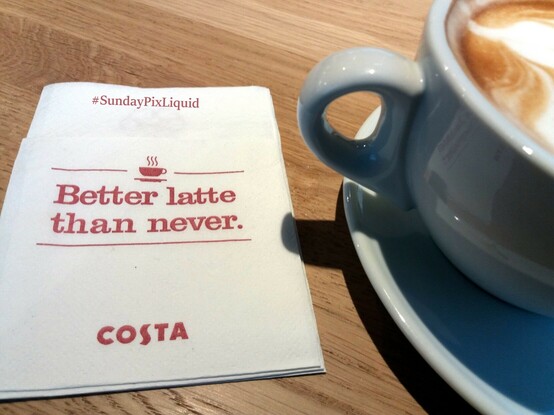 #SundayPixLiquid
Better latte
than never.
COSTA